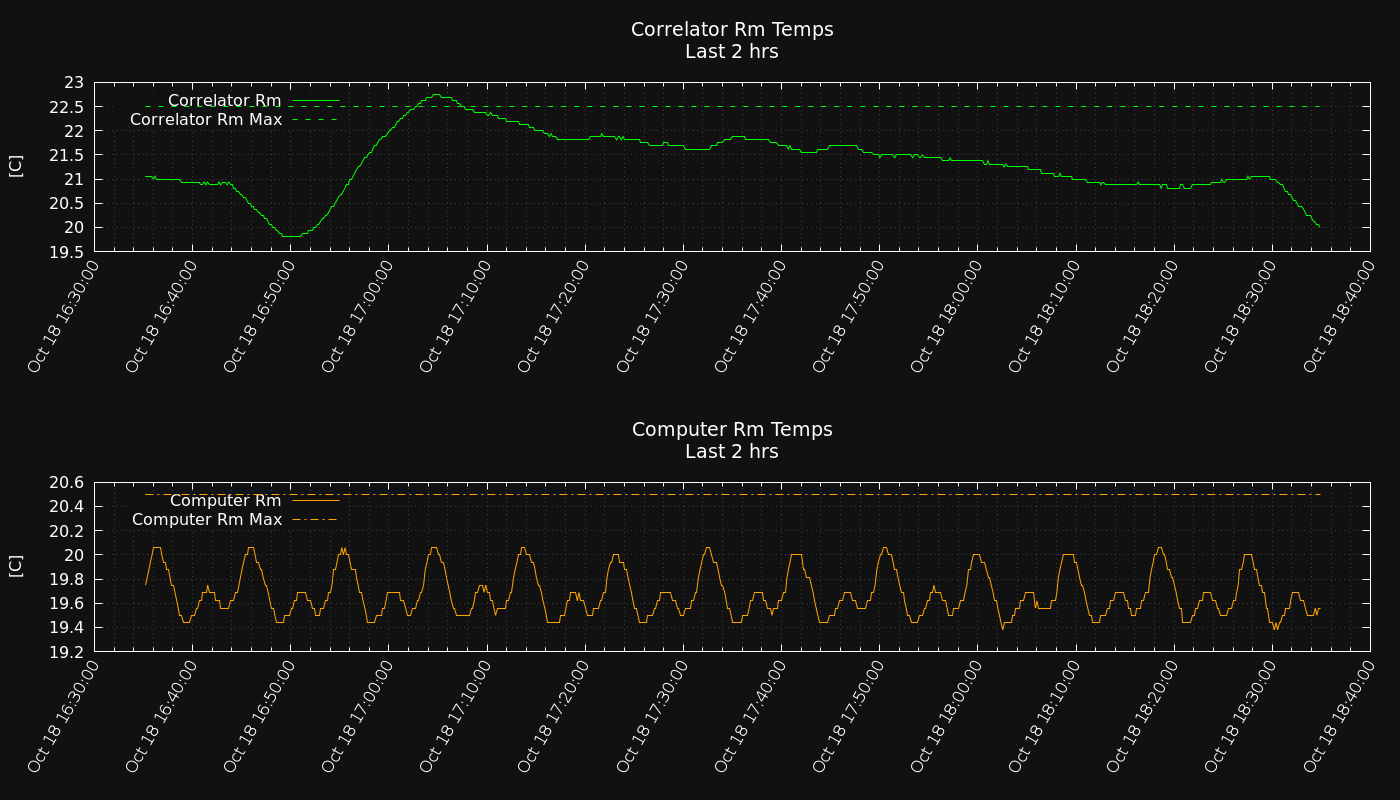 Correlator Rm Temps
Last 2 hrs
Correlator Rm
Correlator Rm Max
[C]
23
22.5
22
21.5
21
20.5
20
19.5
Oct 18 16:30:00
Oct 18 16:40:00
Oct 18 16:50:00
Oct 18 17:00:00
Oct 18 17:10:00
Oct 18 17:20:00
Oct 18 17:30:00
Oct 18 17:40:00
Oct 18 17:50:00
Oct 18 18:00:00
Oct 18 18:10:00
Oct 18 18:20:00
Oct 18 18:30:00
Oct 18 18:40:00
Computer Rm Temps
Last 2 hrs
Computer Rm
Computer Rm Max
[C]
20.6
20.4
20.2
20
19.8
19.6
19.4
19.2
Oct 18 16:30:00
Oct 18 16:40:00
Oct 18 16:50:00
Oct 18 17:00:00
Oct 18 17:10:00
Oct 18 17:20:00
Oct 18 17:30:00
Oct 18 17:40:00
Oct 18 17:50:00
Oct 18 18:00:00
Oct 18 18:10:00
Oct 18 18:20:00
Oct 18 18:30:00
Oct 18 18:40:00